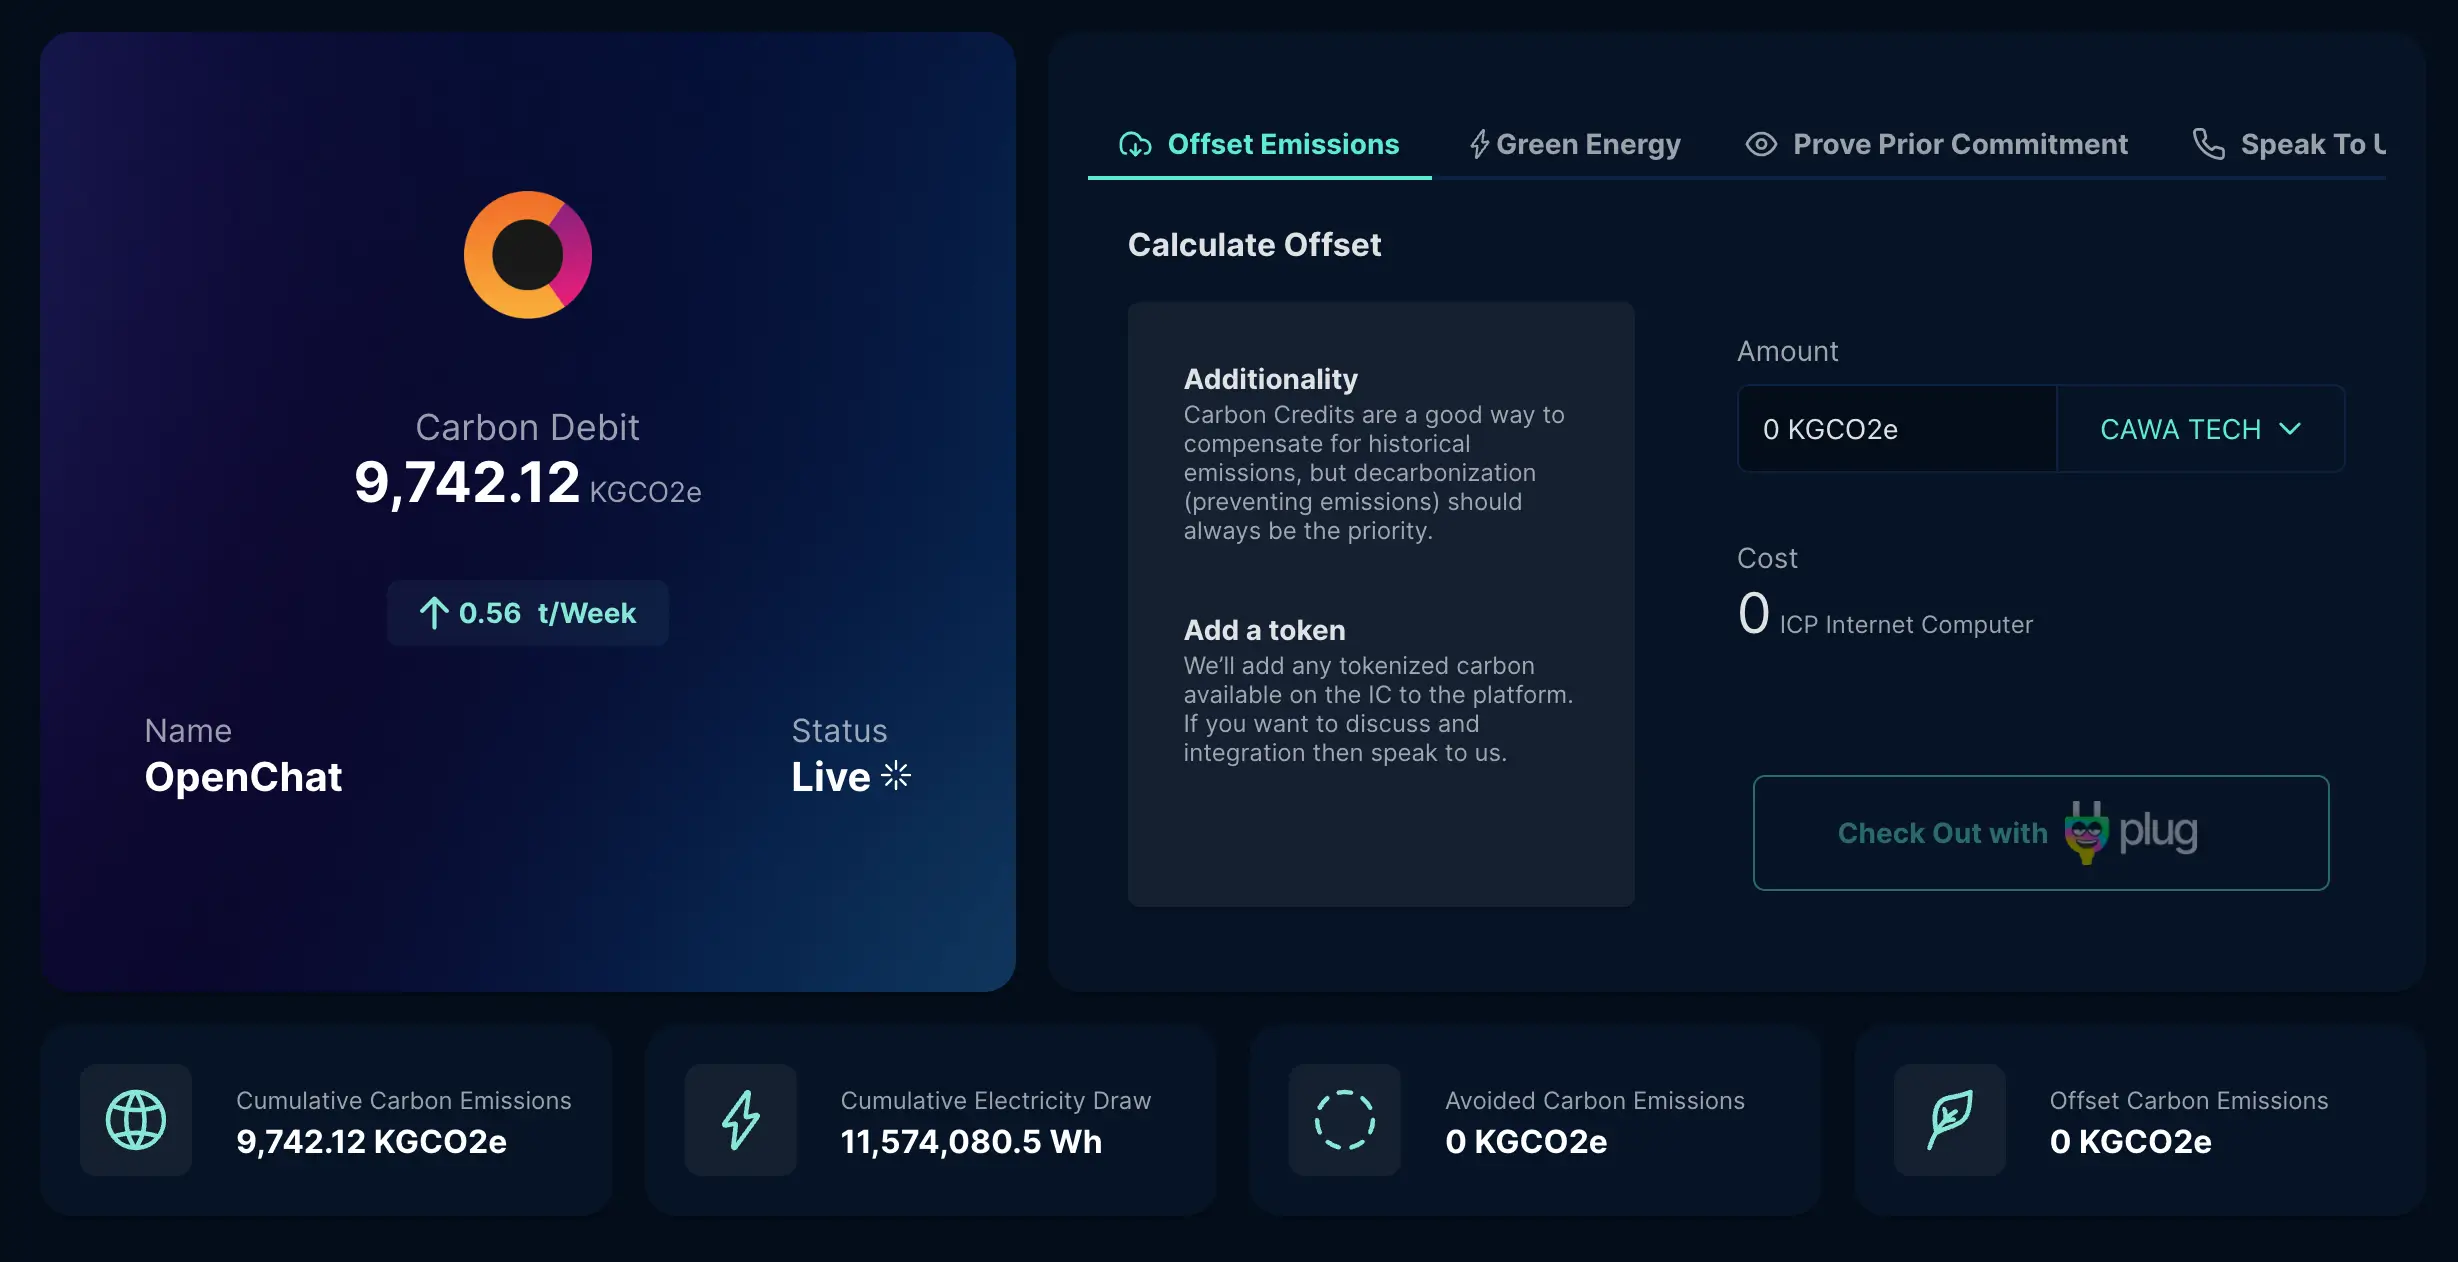 Carbon Debit
9,742.12 KGCO2e
0.56 t/Week
Name
OpenChat
Status
Live
Offset Emissions
Green Energy
Prove Prior Commitment
Speak To U
Calculate Offset
Additionality
Carbon Credits are a good way to
compensate for historical
emissions, but decarbonization
(preventing emissions) should
always be the priority.
Add a token
We’ll add any tokenized carbon
available on the IC to the platform.
If you want to discuss and
integration then speak to us.
Amount
0 KGCO2e
CAWA TECH
Cost
0 ICP Internet Computer
Check Out with plug
Cumulative Carbon Emissions
9,742.12 KGCO2e
Cumulative Electricity Draw
11,574,080.5 Wh
Avoided Carbon Emissions
0 KGCO2e
Offset Carbon Emissions
0 KGCO2e